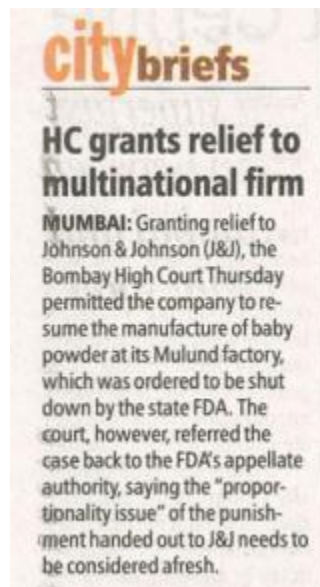 citybriefs
HC grants relief to
multinational firm
MUMBAI: Granting relief to
Johnson & Johnson (J&J), the
Bombay High Court Thursday
permitted the company to re-
sume the manufacture of baby
powder at its Mulund factory,
which was ordered to be shut
down by the state FDA. The
court, however, referred the
case back to the FDA's appellate
authority, saying the "propor-
tionality issue" of the punish-
ment handed out to J&J needs to
be considered afresh.